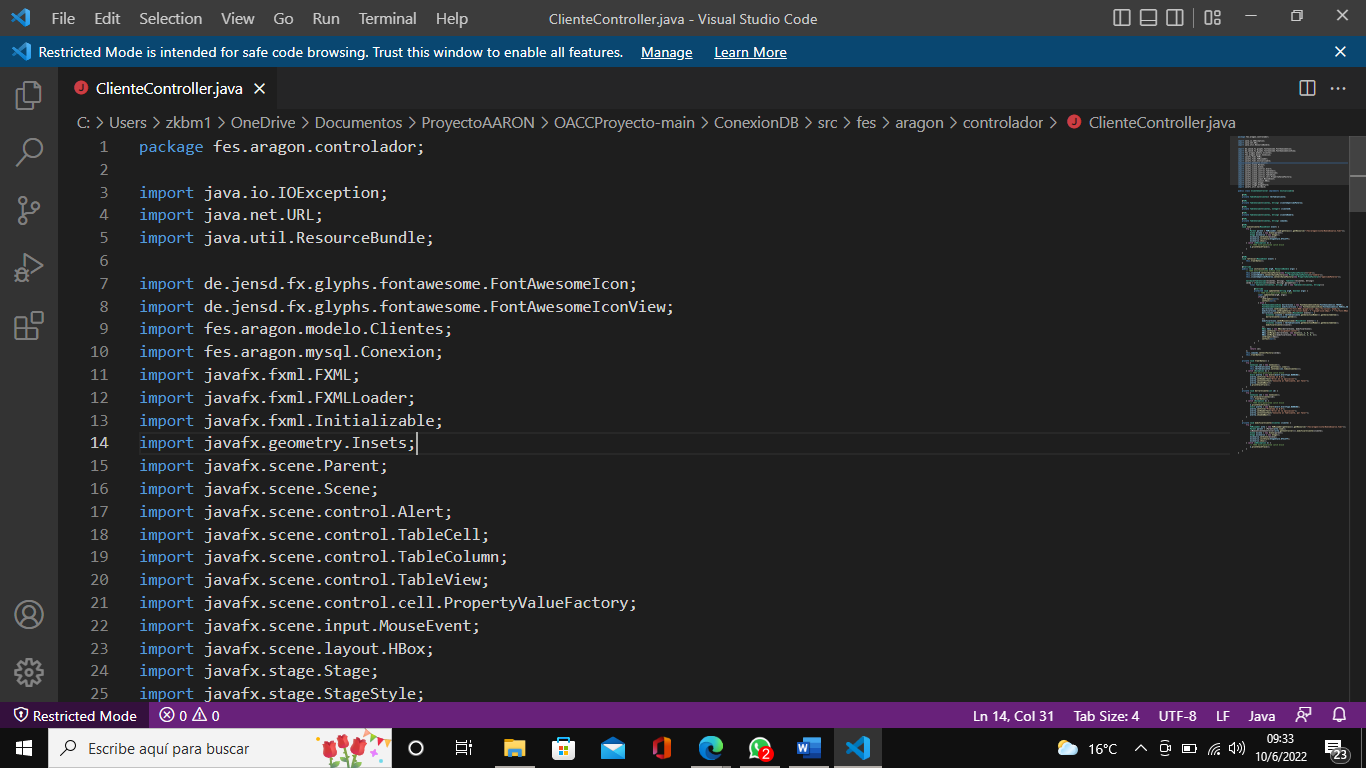 File Edit Selection View Go Run Terminal Help ClienteController.java - Visual Studio Code
Restricted Mode is intended for safe code browsing. Trust this window to enable all features. Manage Learn More
J ClienteController.java
C: > Users > zkbm1 > OneDrive > Documentos > ProyectoAARON > OACCProyecto-main > ConexionDB > src > fes > aragon > controlador > J ClienteController.java
1 package fes.aragon.controlador;
2
3 import java.io.IOException;
4 import java.net.URL;
5 import java.util.ResourceBundle;
6
7 import de.jensd.fx.glyphs.fontawesome.FontAwesomeIcon;
8 import de.jensd.fx.glyphs.fontawesome.FontAwesomeIconView;
9 import fes.aragon.modelo.Clientes;
10 import fes.aragon.mysql.Conexion;
11 import javafx.fxml.FXML;
12 import javafx.fxml.FXMLLoader;
13 import javafx.fxml.Initializable;
14 import javafx.geometry.Insets;
15 import javafx.scene.Parent;
16 import javafx.scene.Scene;
17 import javafx.scene.control.Alert;
18 import javafx.scene.control.TableCell;
19 import javafx.scene.control.TableColumn;
20 import javafx.scene.control.TableView;
21 import javafx.scene.control.cell.PropertyValueFactory;
22 import javafx.scene.input.MouseEvent;
23 import javafx.scene.layout.HBox;
24 import javafx.stage.Stage;
25 import javafx.stage.StageStyle;
Restricted Mode 0 0 Ln 14, Col 31 Tab Size: 4 UTF-8 LF Java
Escribe aquí para buscar 2 W 16°C 09:33
10/6/2022 23